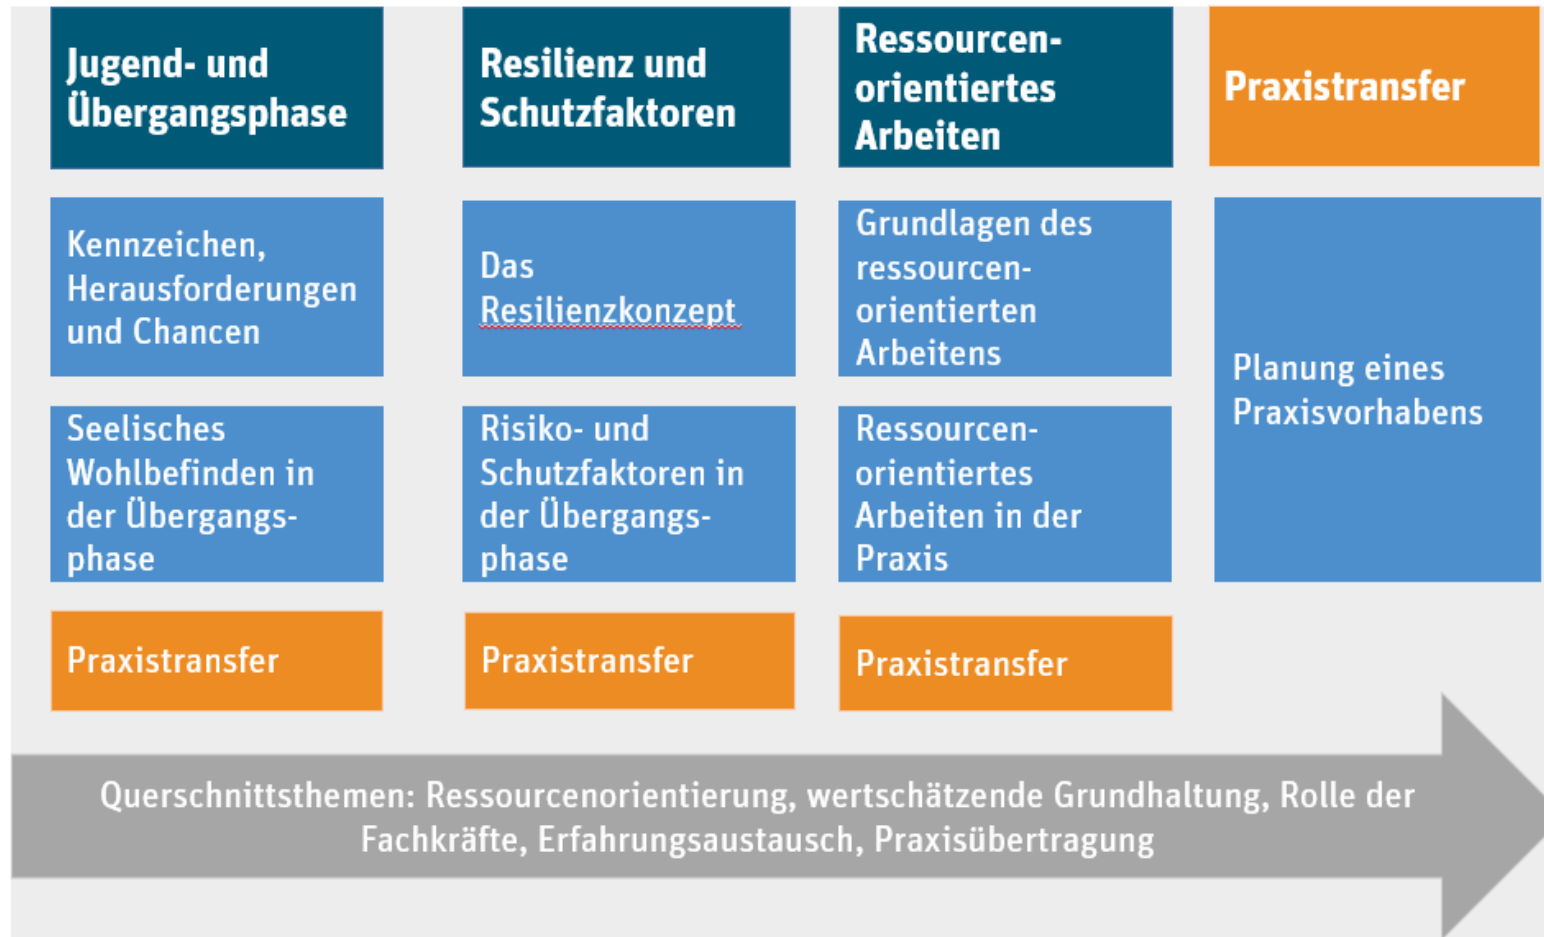 Jugend- und
Übergangsphase
Resilienz und
Schutzfaktoren
Ressourcen-
orientiertes
Arbeiten
Praxistransfer
Kennzeichen,
Herausforderungen
und Chancen
Das
Resilienzkonzept
Grundlagen des
ressourcen-
orientierten
Arbeitens
Planung eines
Praxisvorhabens
Seelisches
Wohlbefinden in
der Übergangs-
phase
Risiko- und
Schutzfaktoren in
der Übergangs-
phase
Ressourcen-
orientiertes
Arbeiten in der
Praxis
Praxistransfer
Praxistransfer
Praxistransfer
Querschnittsthemen: Ressourcenorientierung, wertschätzende Grundhaltung, Rolle der
Fachkräfte, Erfahrungsaustausch, Praxisübertragung